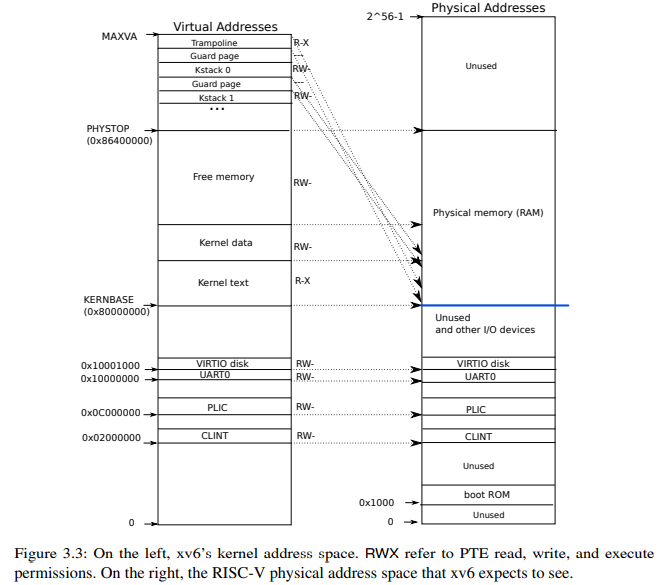 Virtual Addresses
MAXVA
Trampoline
R-X
Guard page
---
Kstack 0
RW-
Guard page
---
Kstack 1
RW-
...
PHYSTOP
(0x86400000)
Free memory
RW-
Kernel data
RW-
Kernel text
R-X
KERNBASE
(0x80000000)
0x10001000
VIRTIO disk
RW-
0x10000000
UART0
RW-
0x0C000000
PLIC
RW-
0x02000000
CLINT
RW-
0
Physical Addresses
2^56-1
Unused
Physical memory (RAM)
Unused
and other I/O devices
VIRTIO disk
UART0
PLIC
CLINT
Unused
boot ROM
0x1000
Unused
0
Figure 3.3: On the left, xv6's kernel address space. RWX refer to PTE read, write, and execute
permissions. On the right, the RISC-V physical address space that xv6 expects to see.